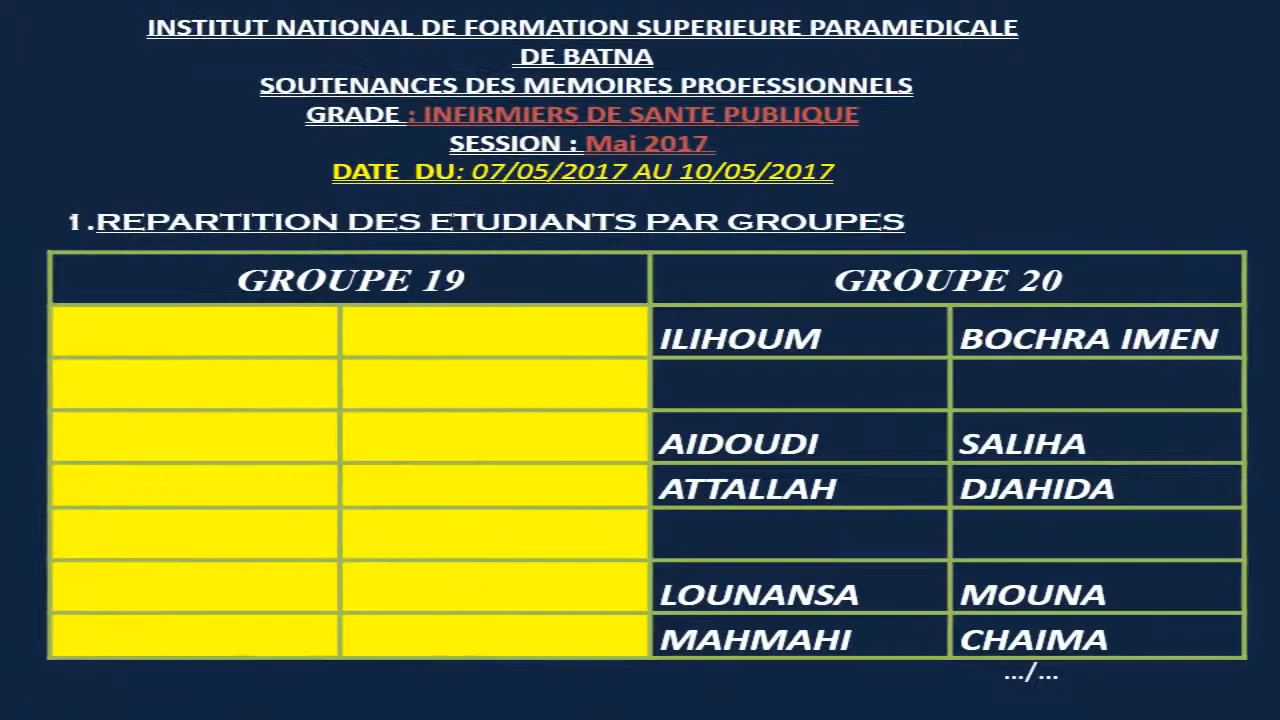 INSTITUT NATIONAL DE FORMATION SUPERIEURE PARAMEDICALE
DE BATNA
SOUTENANCES DES MEMOIRES PROFESSIONNELS
GRADE : INFIRMIERS DE SANTE PUBLIQUE
SESSION : Mai 2017
DATE DU: 07/05/2017 AU 10/05/2017
1.REPARTITION DES ETUDIANTS PAR GROUPES
GROUPE 19 GROUPE 20
ILIHOUM BOCHRA IMEN
AIDOUDI SALIHA
ATTALLAH DJAHIDA
LOUNANSA MOUNA
MAHMAHI CHAIMA
.../...